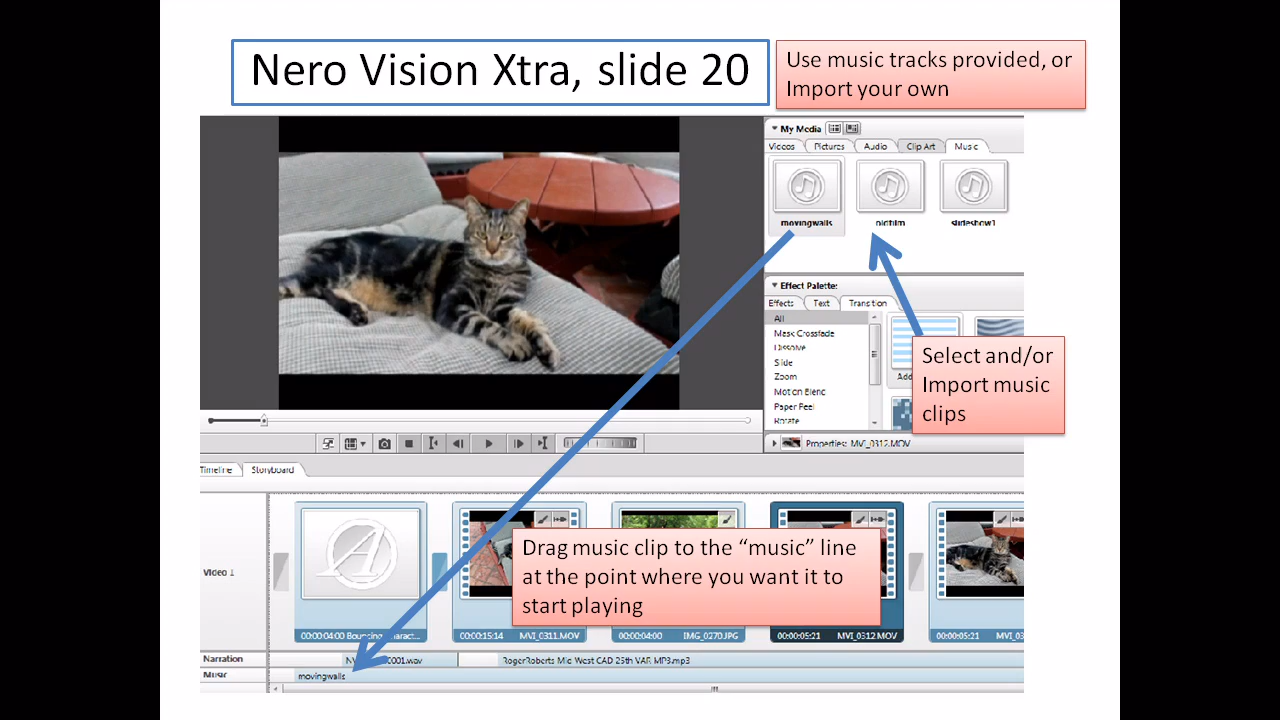 Nero Vision Xtra, slide 20
Use music tracks provided, or
Import your own
My Media
Videos Pictures Audio Clip Art Music
movingwalls oldfilm slideshow1
Effect Palette:
Effects Text Transition
All
Mask Crossfade
Dissolve
Slide
Zoom
Motion Blend
Paper Peel
Rotate
Select and/or
Import music
clips
Properties: MVI_0312.MOV
Timeline Storyboard
Video 1
Drag music clip to the “music” line
at the point where you want it to
start playing
00:00:04:00 Bouncing Charact...
00:00:15:14 MVI_0311.MOV
00:00:04:00 IMG_0270.JPG
00:00:05:21 MVI_0312.MOV
00:00:05:21 MVI_03
Narration
0001.wav
RogerRoberts Mid West CAD 25th VAR MP3.mp3
Music
movingwalls